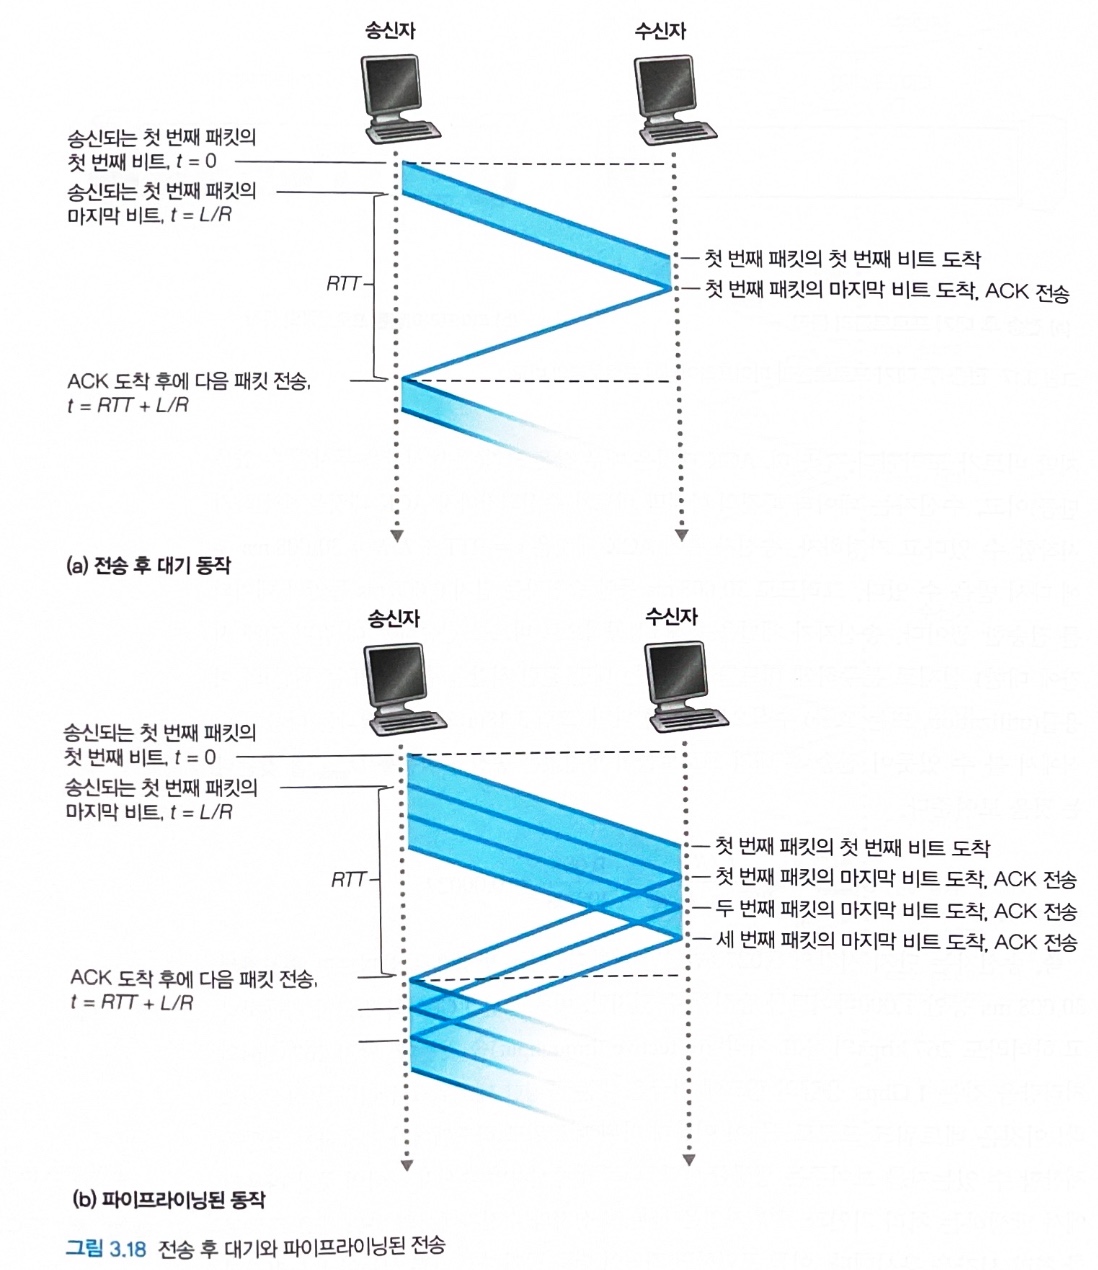 송신자 수신자
송신되는 첫 번째 패킷의
첫 번째 비트, t = 0
송신되는 첫 번째 패킷의
마지막 비트, t = L/R
첫 번째 패킷의 첫 번째 비트 도착
RTT
첫 번째 패킷의 마지막 비트 도착, ACK 전송
ACK 도착 후에 다음 패킷 전송,
t = RTT + L/R
(a) 전송 후 대기 동작
송신자 수신자
송신되는 첫 번째 패킷의
첫 번째 비트, t = 0
송신되는 첫 번째 패킷의
마지막 비트, t = L/R
첫 번째 패킷의 첫 번째 비트 도착
RTT
첫 번째 패킷의 마지막 비트 도착, ACK 전송
두 번째 패킷의 마지막 비트 도착, ACK 전송
세 번째 패킷의 마지막 비트 도착, ACK 전송
ACK 도착 후에 다음 패킷 전송,
t = RTT + L/R
(b) 파이프라이닝된 동작
그림 3.18 전송 후 대기와 파이프라이닝된 전송